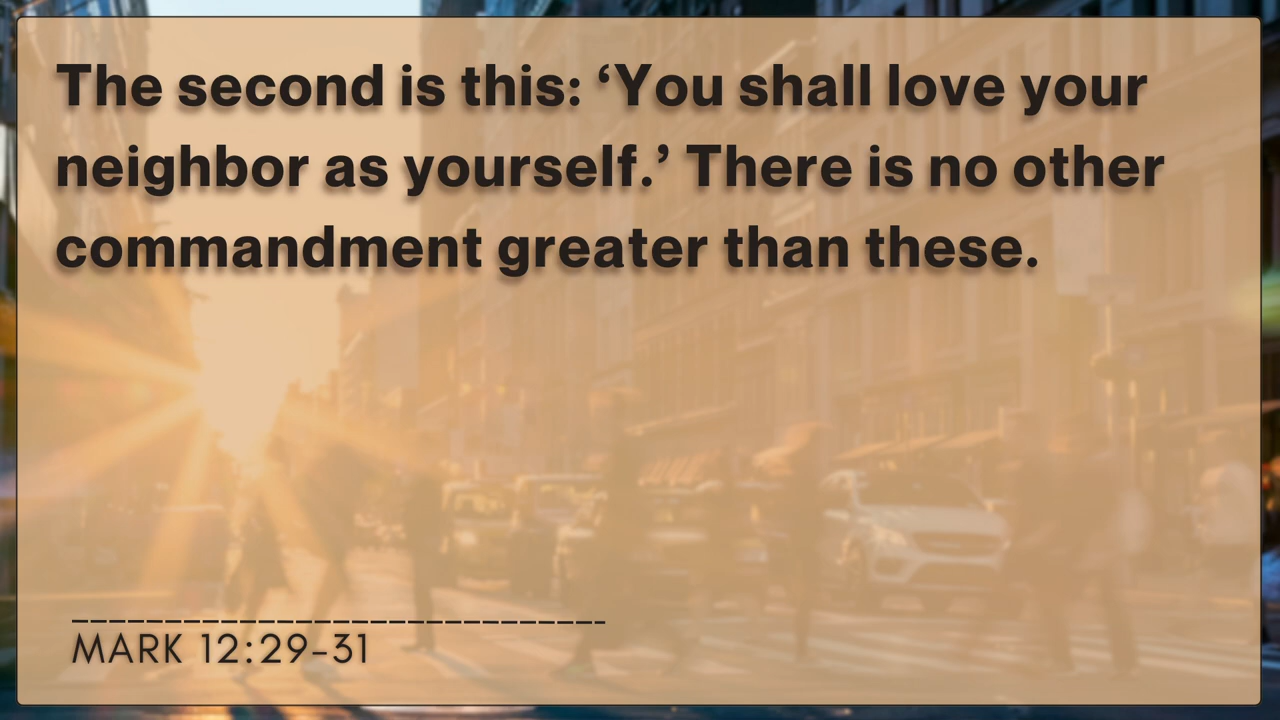 The second is this: ‘You shall love your
neighbor as yourself.’ There is no other
commandment greater than these.
MARK 12:29-31